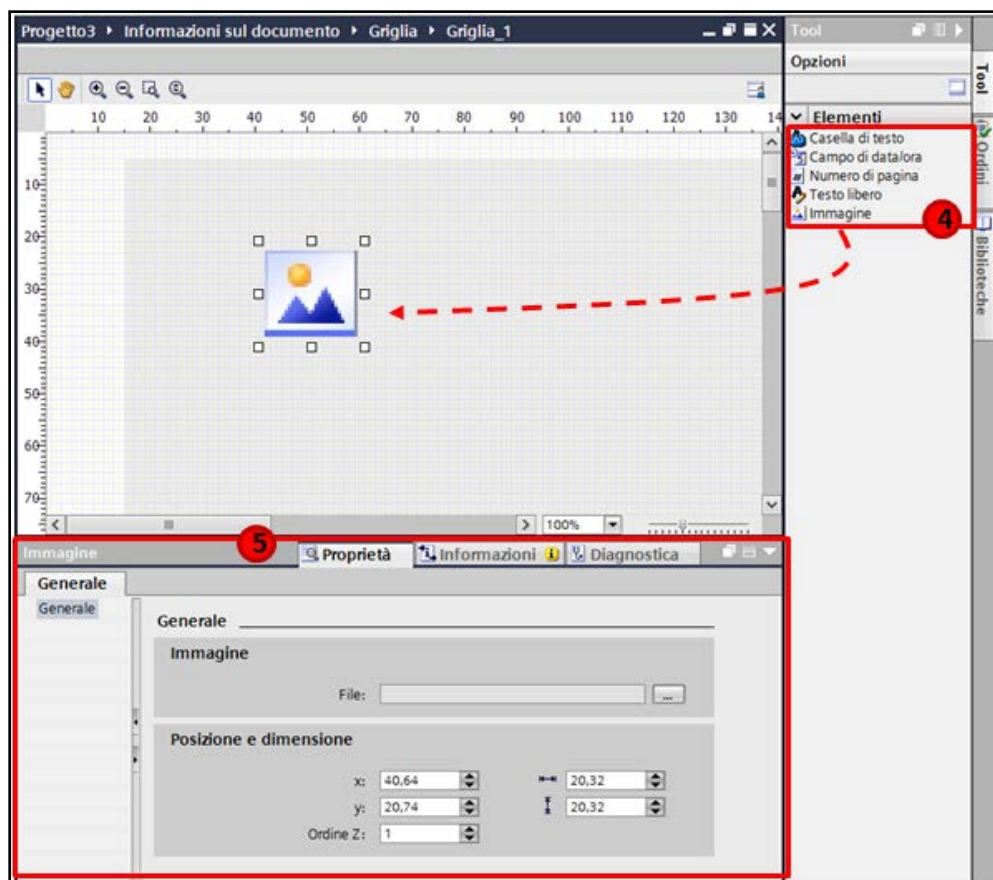 Progetto3 ▸ Informazioni sul documento ▸ Griglia ▸ Griglia_1
Tool
Opzioni
10 20 30 40 50 60 70 80 90 100 110 120 130 14
Elementi
Casella di testo
Campo di data/ora
Numero di pagina
Testo libero
Immagine
4
Tool
Ordini
Biblioteche
10
20
30
40
50
60
70
100%
5
Immagine
Proprietà
Informazioni
Diagnostica
Generale
Generale
Generale
Immagine
File:
...
Posizione e dimensione
x: 40,64 20,32
y: 20,74 20,32
Ordine Z: 1